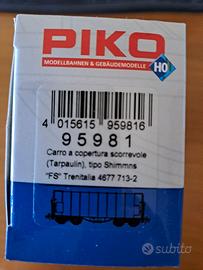 PIKO
MODELLBAHNEN & GEBÄUDEMODELLE
HO
4 015615 959816
95981
Carro a copertura scorrevole
(Tarpaulin), tipo Shimmns
"FS" Trenitalia 4677 713-2
subito